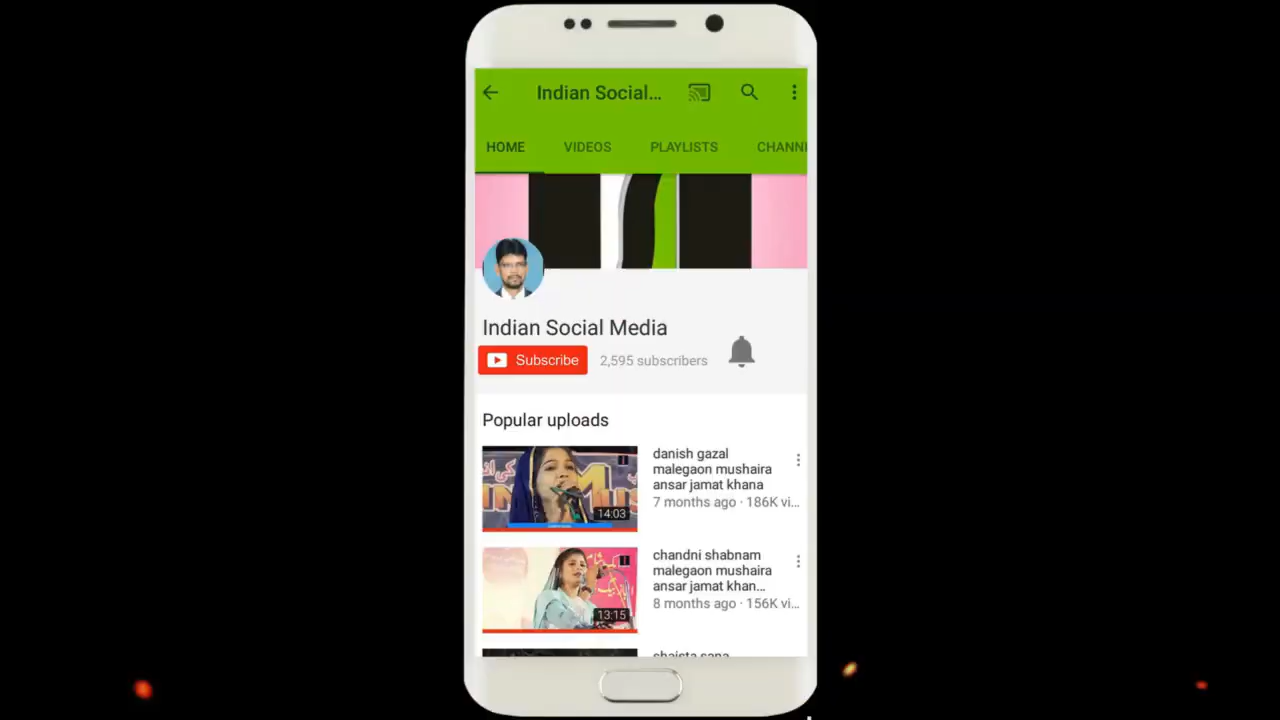 Indian Social...
HOME VIDEOS PLAYLISTS CHANN
Indian Social Media
Subscribe 2,595 subscribers
Popular uploads
danish gazal
malegaon mushaira
ansar jamat khana
7 months ago · 186K vi...
14:03
chandni shabnam
malegaon mushaira
ansar jamat khan...
8 months ago · 156K vi...
13:15
shaista sana